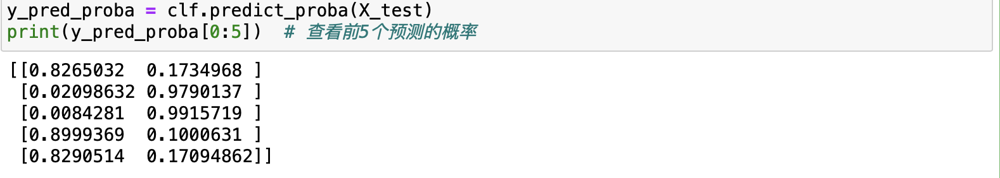 y_pred_proba = clf.predict_proba(X_test)
print(y_pred_proba[0:5])  # 查看前5个预测的概率
[[0.8265032  0.1734968 ]
 [0.02098632 0.9790137 ]
 [0.0084281  0.9915719 ]
 [0.8999369  0.1000631 ]
 [0.8290514  0.17094862]]